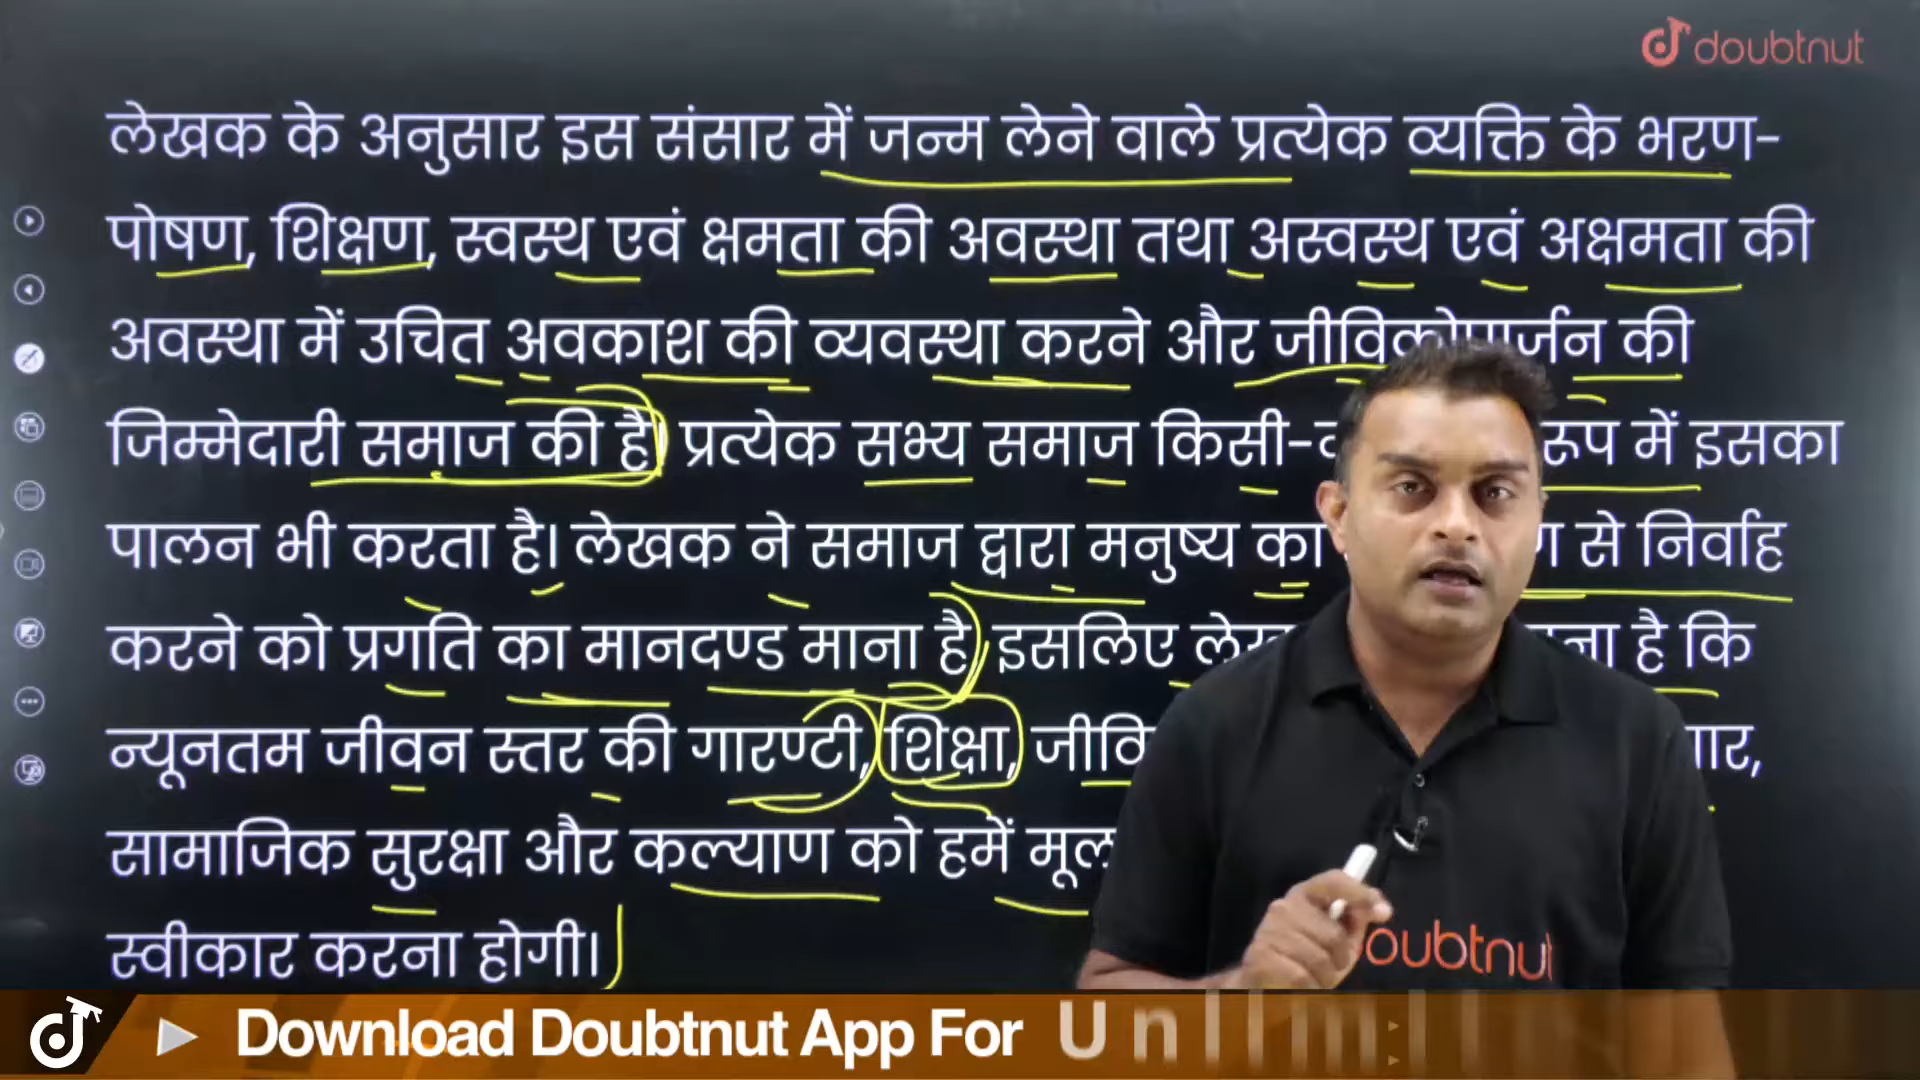 doubtnut
लेखक के अनुसार इस संसार में जन्म लेने वाले प्रत्येक व्यक्ति के भरण-
पोषण, शिक्षण, स्वस्थ एवं क्षमता की अवस्था तथा अस्वस्थ एवं अक्षमता की
अवस्था में उचित अवकाश की व्यवस्था करने और जीविकोपार्जन की
जिम्मेदारी समाज की है। प्रत्येक सभ्य समाज किसी- रूप में इसका
पालन भी करता है। लेखक ने समाज द्वारा मनुष्य का से निर्वाह
करने को प्रगति का मानदण्ड माना है, इसलिए है कि
न्यूनतम जीवन स्तर की गारण्टी, शिक्षा,
सामाजिक सुरक्षा और कल्याण को हमें
स्वीकार करना होगी।
doubtnut
Download Doubtnut App For